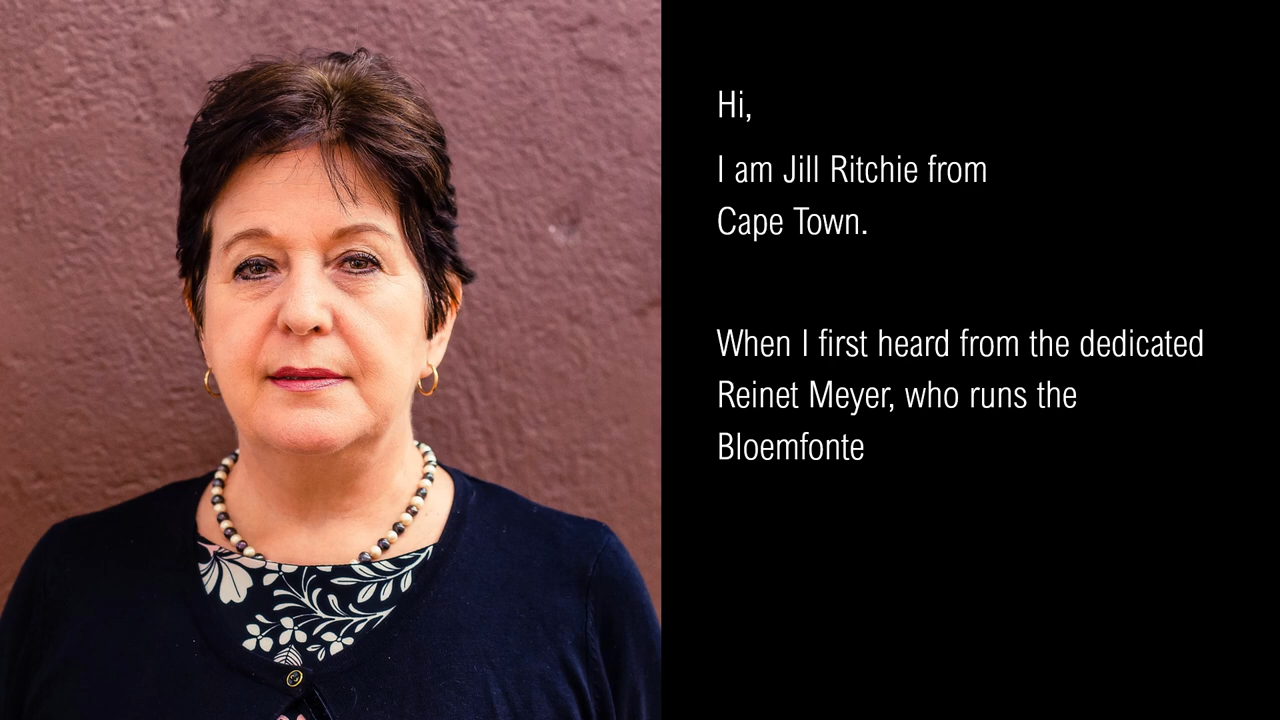 Hi,
I am Jill Ritchie from
Cape Town.
When I first heard from the dedicated
Reinet Meyer, who runs the
Bloemfonte